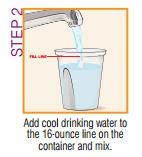 STEP 2
FILL LINE
Add cool drinking water to
the 16-ounce line on the
container and mix.